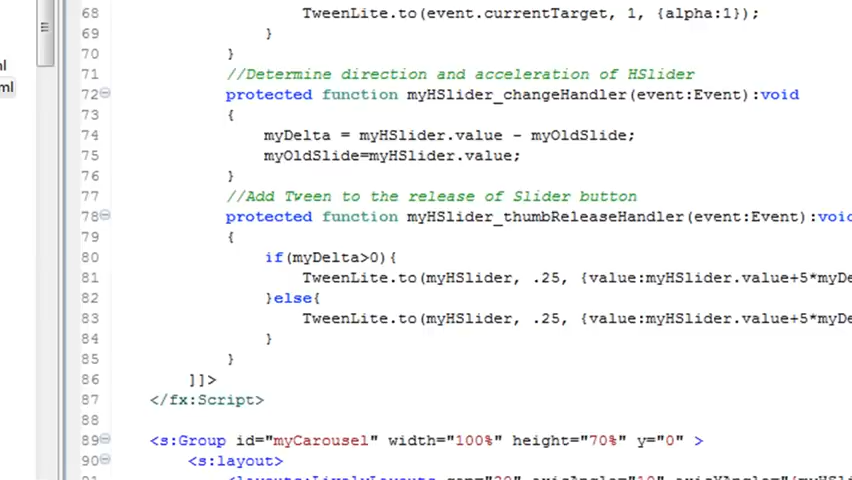 68 TweenLite.to(event.currentTarget, 1, {alpha:1});
69 }
70 }
71 //Determine direction and acceleration of HSlider
ml
72 protected function myHSlider_changeHandler(event:Event):void
73 {
74 myDelta = myHSlider.value - myOldSlide;
75 myOldSlide=myHSlider.value;
76 }
77 //Add Tween to the release of Slider button
78 protected function myHSlider_thumbReleaseHandler(event:Event):voi
79 {
80 if(myDelta>0){
81 TweenLite.to(myHSlider, .25, {value:myHSlider.value+5*myDe
82 }else{
83 TweenLite.to(myHSlider, .25, {value:myHSlider.value+5*myDe
84 }
85 }
86 ]]>
87 </fx:Script>
88
89 <s:Group id="myCarousel" width="100%" height="70%" y="0" >
90 <s:layout>